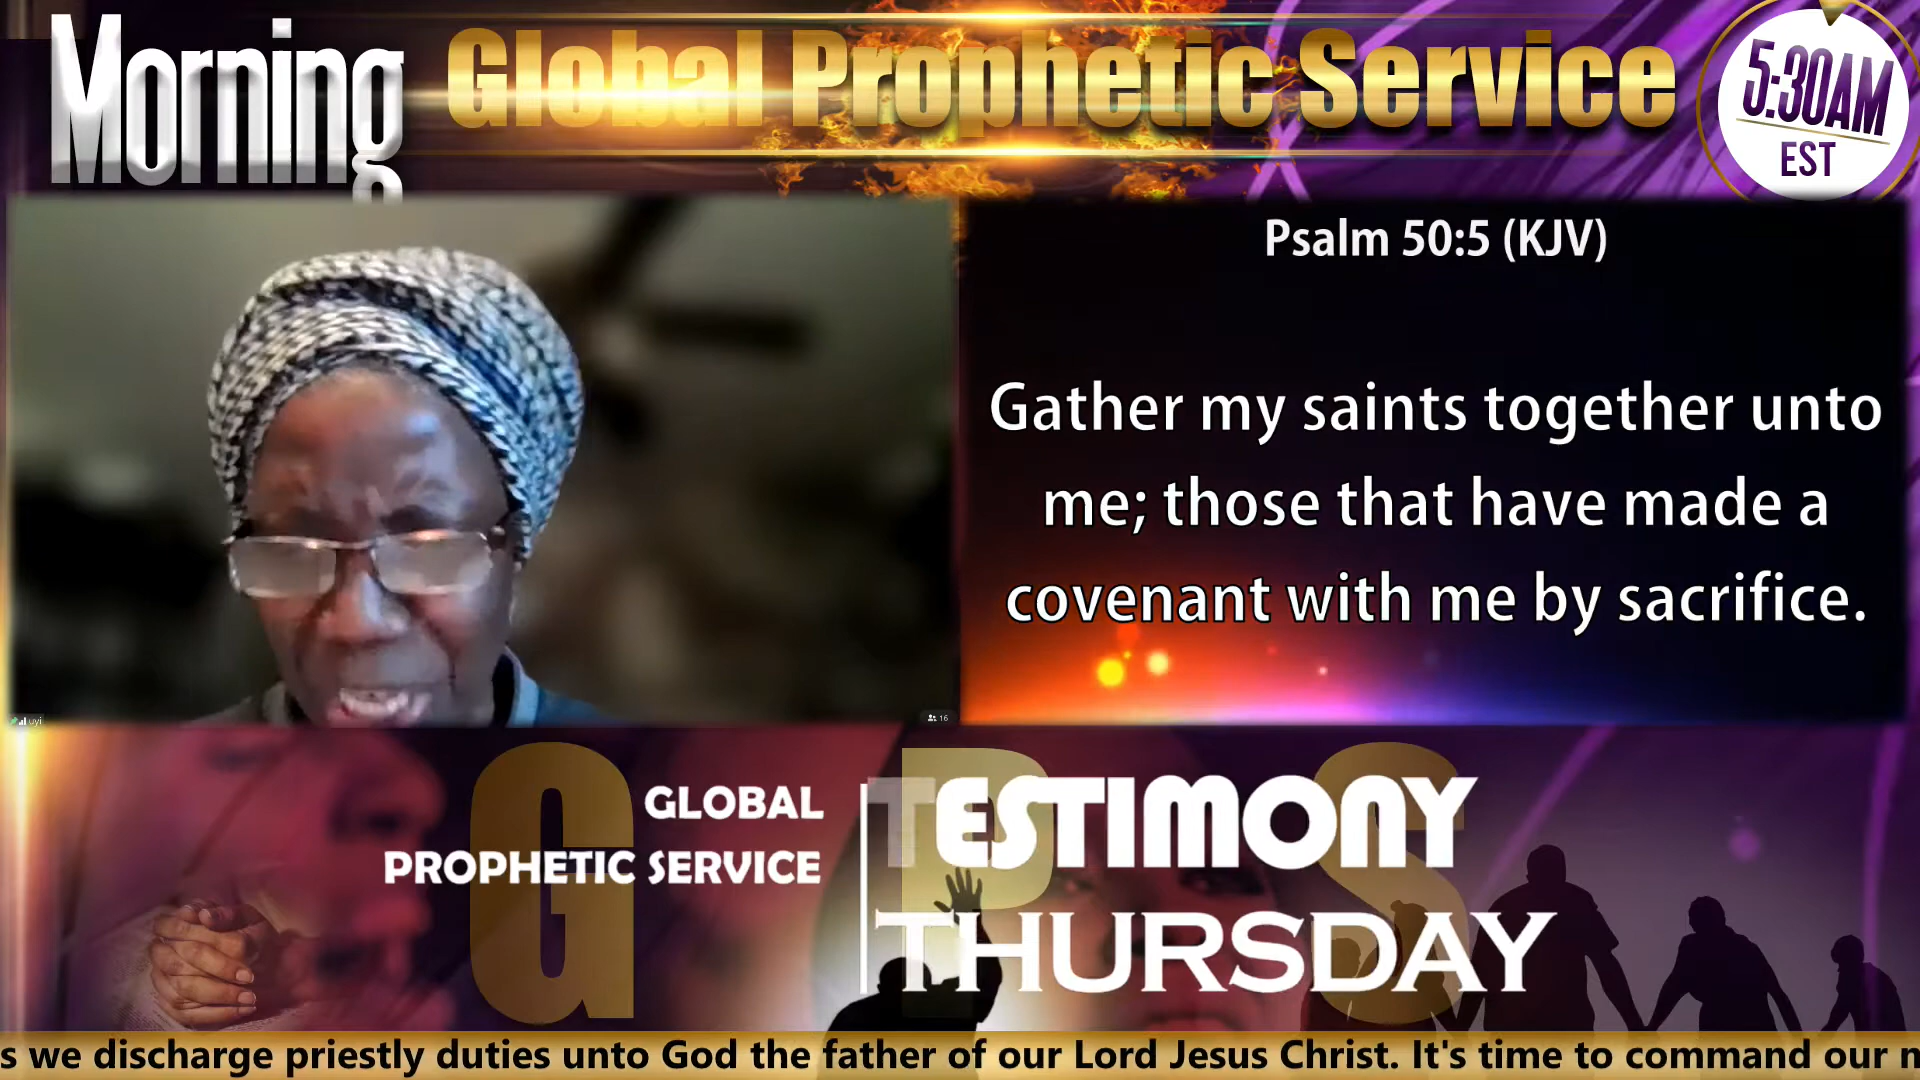 Morning
Global Prophetic Service
5:30AM
EST
Psalm 50:5 (KJV)
Gather my saints together unto
me; those that have made a
covenant with me by sacrifice.
uyi
16
G P S
GLOBAL
PROPHETIC SERVICE
TESTIMONY
THURSDAY
s we discharge priestly duties unto God the father of our Lord Jesus Christ. It's time to command our